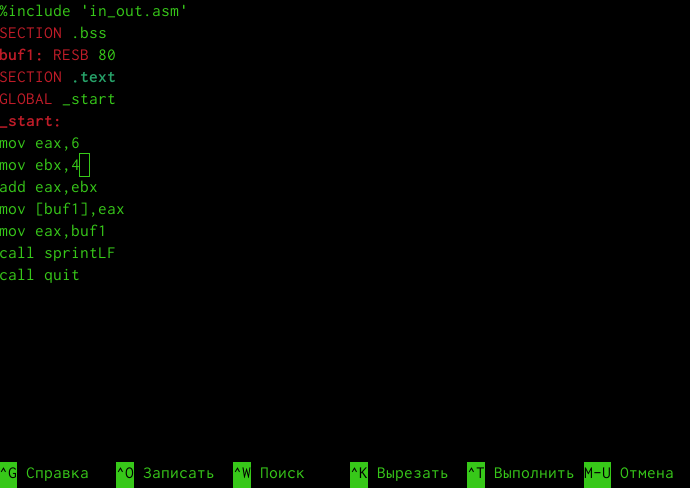 %include 'in_out.asm'
SECTION .bss
buf1: RESB 80
SECTION .text
GLOBAL _start
_start:
mov eax,6
mov ebx,4
add eax,ebx
mov [buf1],eax
mov eax,buf1
call sprintLF
call quit
^G Справка ^O Записать ^W Поиск ^K Вырезать ^T Выполнить M-U Отмена